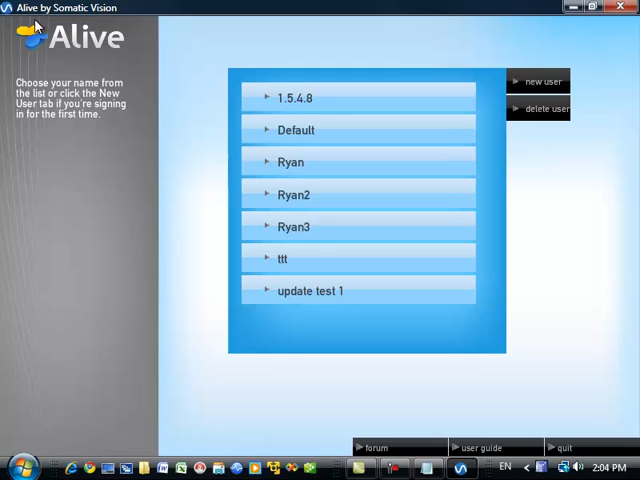 Alive by Somatic Vision
Alive
Choose your name from
the list or click the New
User tab if you're signing
in for the first time.
1.5.4.8
Default
Ryan
Ryan2
Ryan3
ttt
update test 1
new user
delete user
forum
user guide
quit
EN
2:04 PM